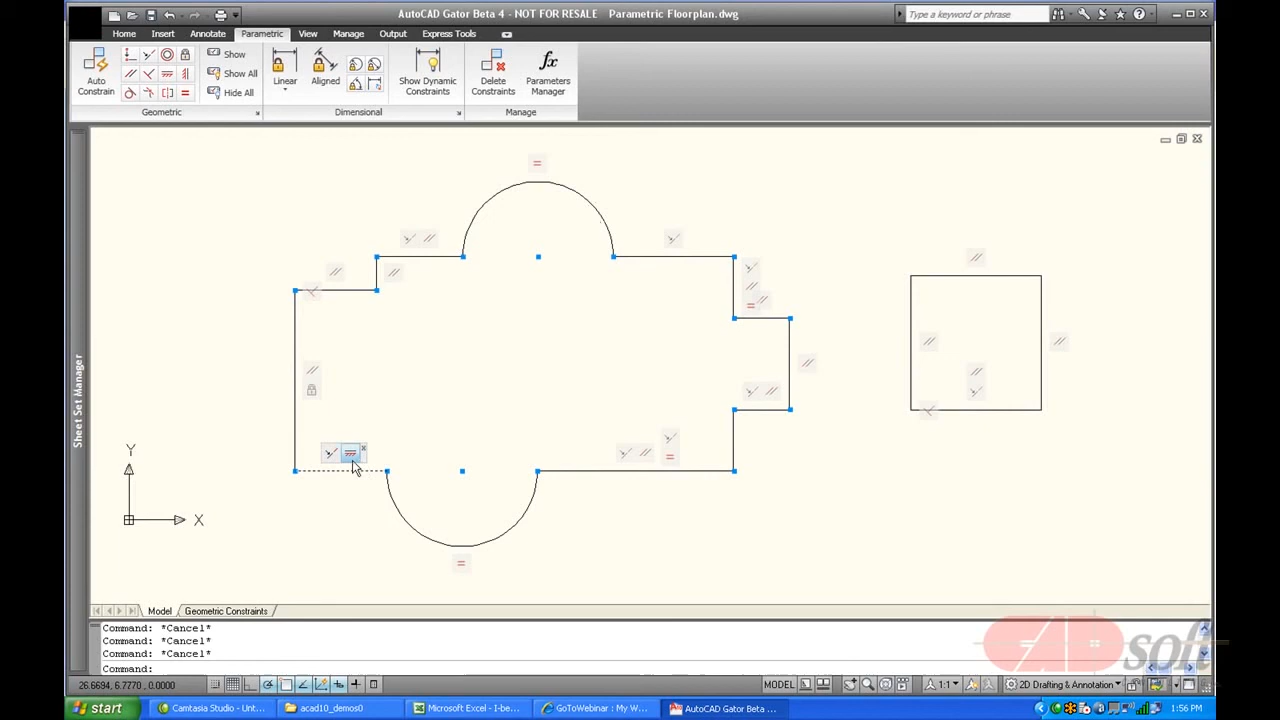 AutoCAD Gator Beta 4 - NOT FOR RESALE Parametric Floorplan.dwg
Type a keyword or phrase
Home Insert Annotate Parametric View Manage Output Express Tools
Auto Constrain
Show
Show All
Hide All
Linear
Aligned
Show Dynamic Constraints
Delete Constraints
fx
Parameters Manager
Geometric Dimensional Manage
Sheet Set Manager
Y
X
Model Geometric Constraints
Command: *Cancel*
Command: *Cancel*
Command: *Cancel*
Command:
CADsoft
26.6694, 6.7770, 0.0000
MODEL
1:1
2D Drafting & Annotation
start
Camtasia Studio - Unt...
acad10_demos0
Microsoft Excel - 1-be...
GoToWebinar : My W...
AutoCAD Gator Beta ...
1:56 PM